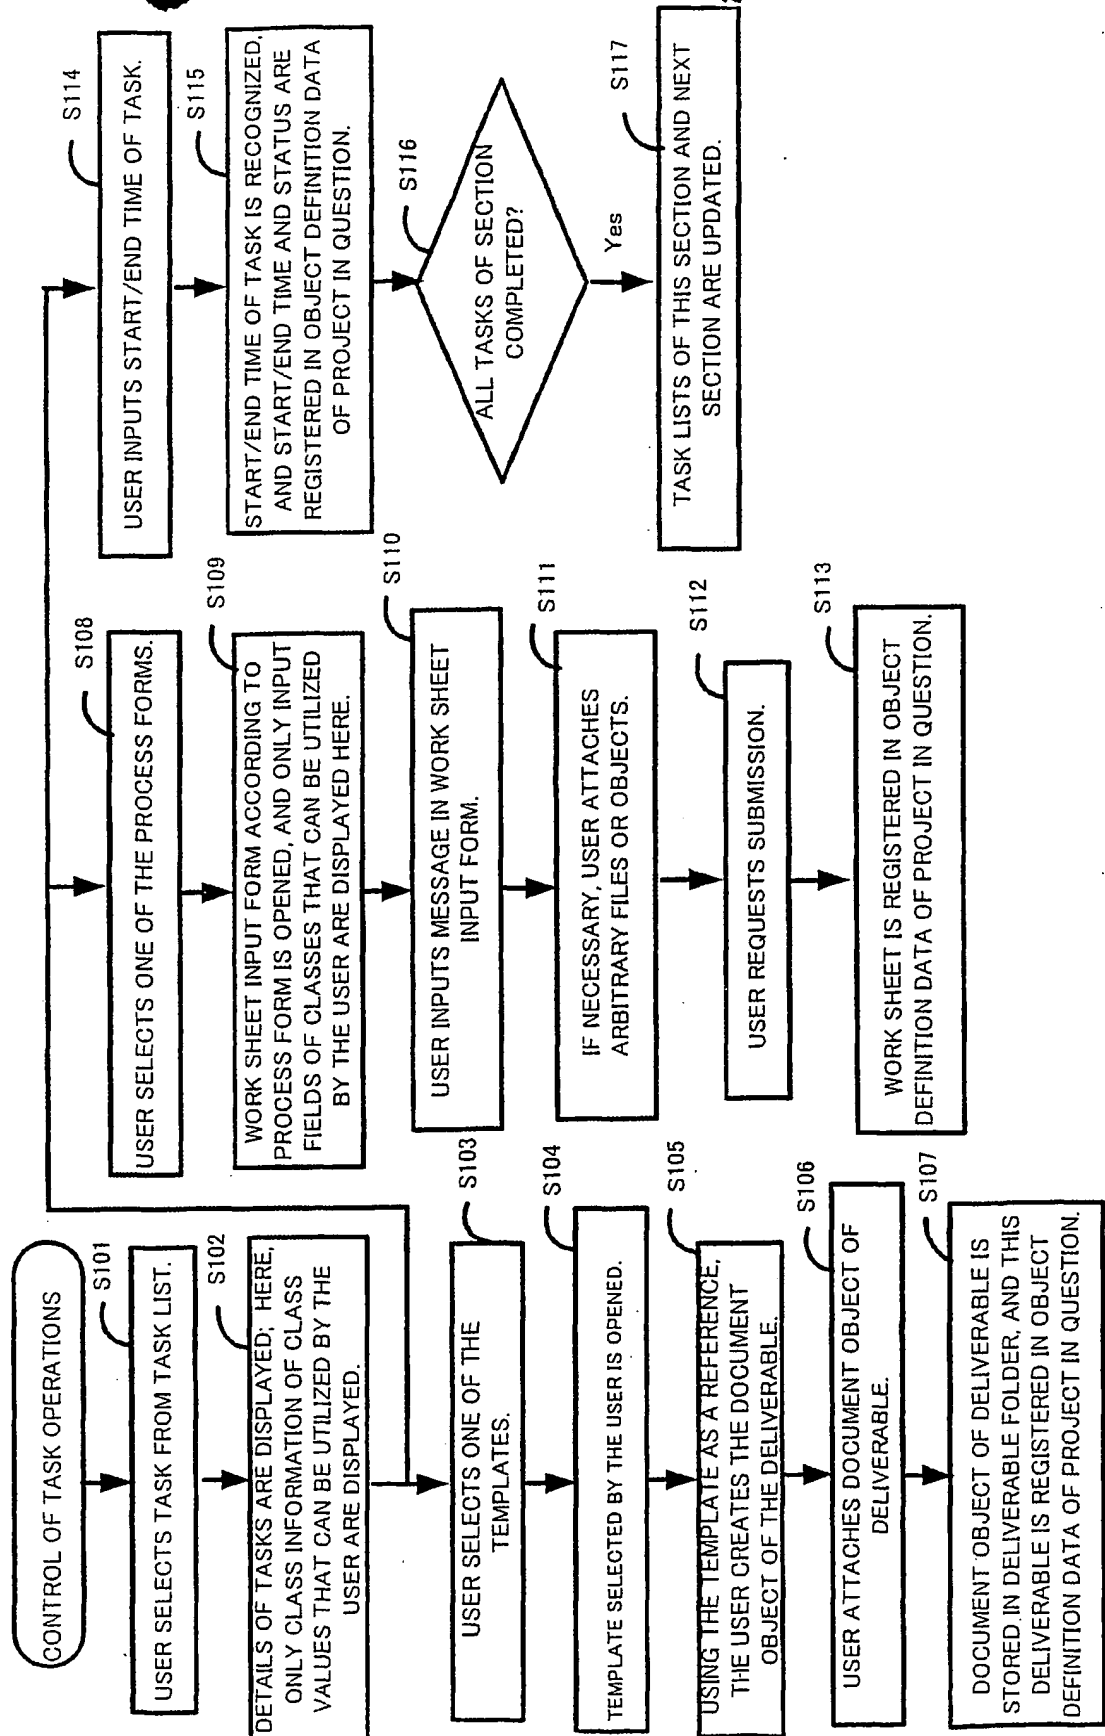 CONTROL OF TASK OPERATIONS
S101
USER SELECTS TASK FROM TASK LIST.
S102
DETAILS OF TASKS ARE DISPLAYED; HERE,
ONLY CLASS INFORMATION OF CLASS
VALUES THAT CAN BE UTILIZED BY THE
USER ARE DISPLAYED.
S103
USER SELECTS ONE OF THE
TEMPLATES.
S104
TEMPLATE SELECTED BY THE USER IS OPENED.
S105
USING THE TEMPLATE AS A REFERENCE,
THE USER CREATES THE DOCUMENT
OBJECT OF THE DELIVERABLE.
S106
USER ATTACHES DOCUMENT OBJECT OF
DELIVERABLE.
S107
DOCUMENT OBJECT OF DELIVERABLE IS
STORED IN DELIVERABLE FOLDER, AND THIS
DELIVERABLE IS REGISTERED IN OBJECT
DEFINITION DATA OF PROJECT IN QUESTION.
S108
USER SELECTS ONE OF THE PROCESS FORMS.
S109
WORK SHEET INPUT FORM ACCORDING TO
PROCESS FORM IS OPENED, AND ONLY INPUT
FIELDS OF CLASSES THAT CAN BE UTILIZED
BY THE USER ARE DISPLAYED HERE.
S110
USER INPUTS MESSAGE IN WORK SHEET
INPUT FORM.
S111
IF NECESSARY, USER ATTACHES
ARBITRARY FILES OR OBJECTS.
S112
USER REQUESTS SUBMISSION.
S113
WORK SHEET IS REGISTERED IN OBJECT
DEFINITION DATA OF PROJECT IN QUESTION.
S114
USER INPUTS START/END TIME OF TASK.
S115
START/END TIME OF TASK IS RECOGNIZED,
AND START/END TIME AND STATUS ARE
REGISTERED IN OBJECT DEFINITION DATA
OF PROJECT IN QUESTION.
S116
ALL TASKS OF SECTION
COMPLETED?
Yes
S117
TASK LISTS OF THIS SECTION AND NEXT
SECTION ARE UPDATED.